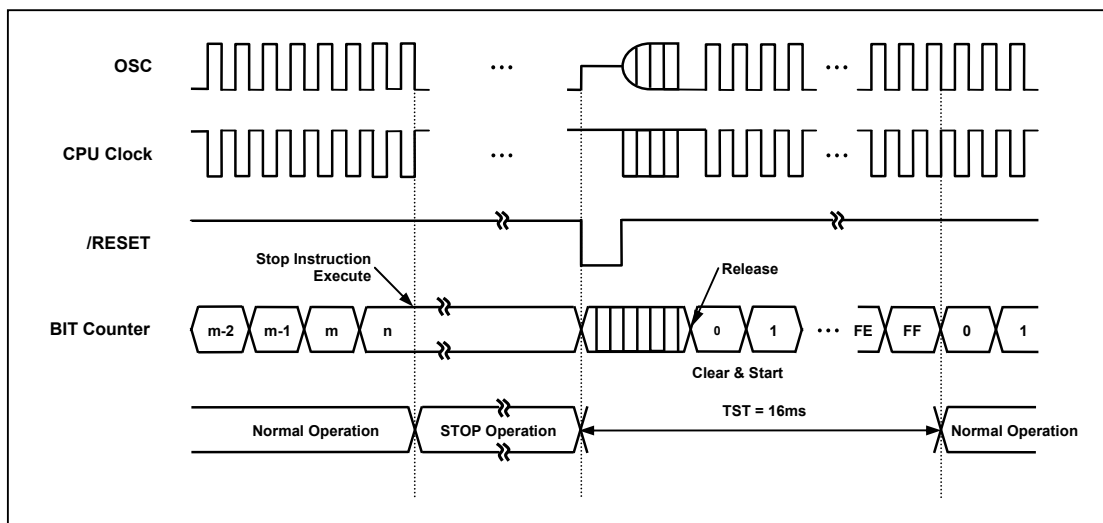 OSC
...
CPU Clock
...
/RESET
Stop Instruction
Execute
Release
BIT Counter
m-2 m-1 m n 0 1 ... FE FF 0 1
Clear & Start
TST = 16ms
Normal Operation STOP Operation Normal Operation